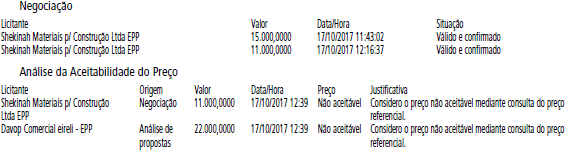 Negociação
Licitante Valor Data/Hora Situação
Shekinah Materiais p/ Construção Ltda EPP 15.000,0000 17/10/2017 11:43:02 Válido e confirmado
Shekinah Materiais p/ Construção Ltda EPP 11.000,0000 17/10/2017 12:16:37 Válido e confirmado
Análise da Aceitabilidade do Preço
Licitante Origem Valor Data/Hora Preço Justificativa
Shekinah Materiais p/ Construção Negociação 11.000,0000 17/10/2017 12:39 Não aceitável Considero o preço não aceitável mediante consulta do preço
Ltda EPP referencial.
Davop Comercial eireli - EPP Análise de 22.000,0000 17/10/2017 12:39 Não aceitável Considero o preço não aceitável mediante consulta do preço
propostas referencial.